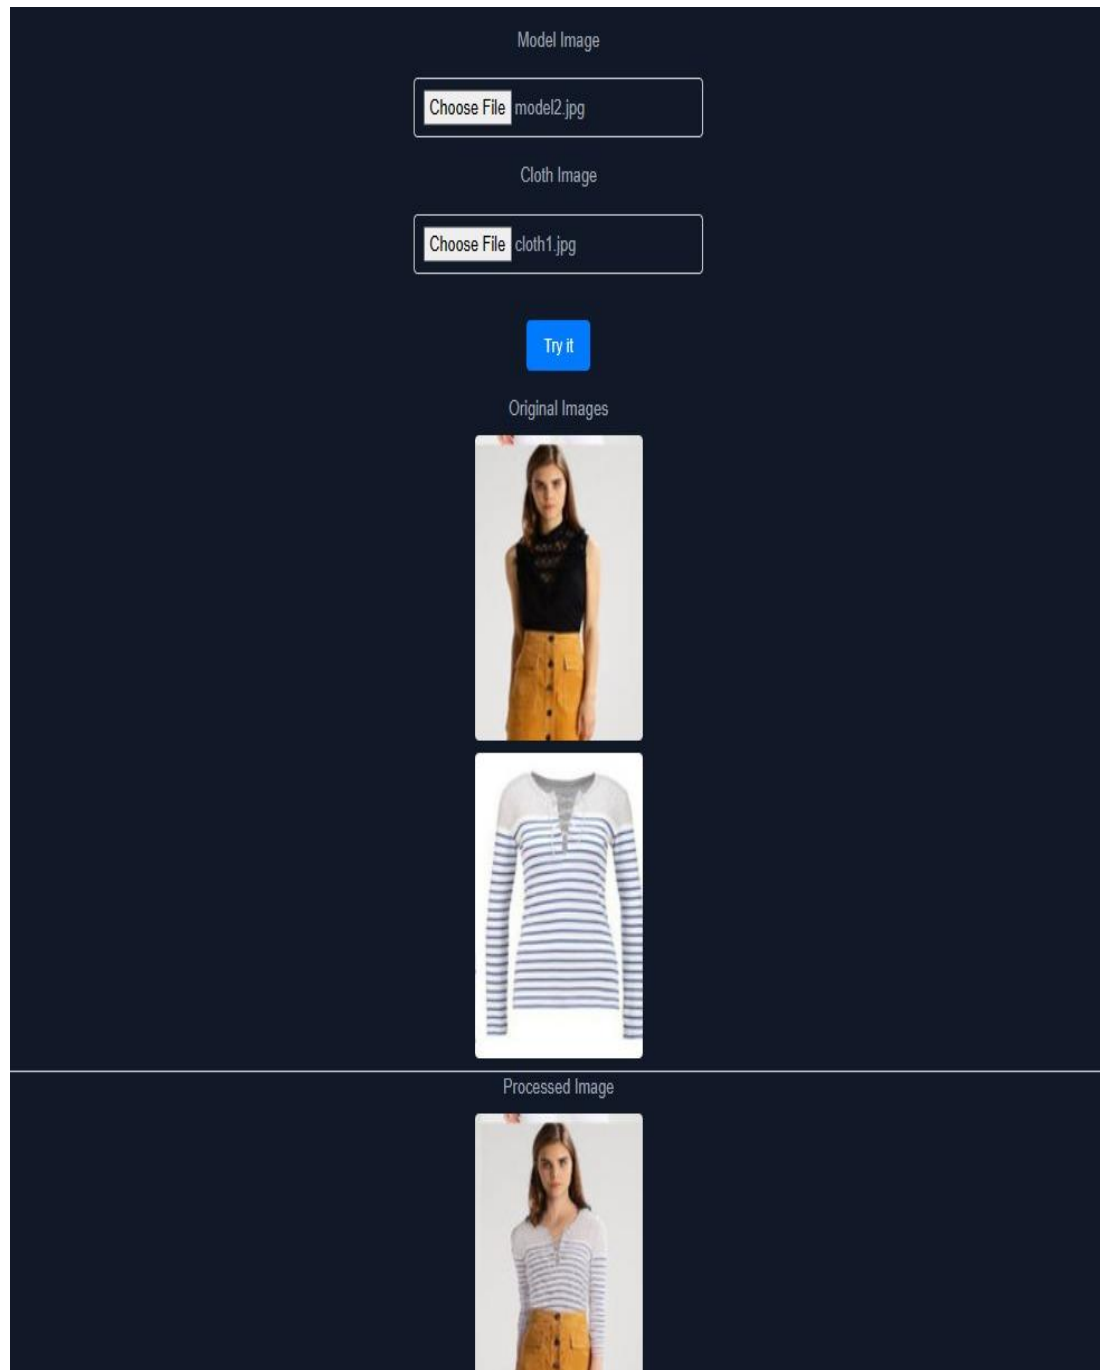 Model Image
Choose File model2.jpg
Cloth Image
Choose File cloth1.jpg
Try it
Original Images
Processed Image